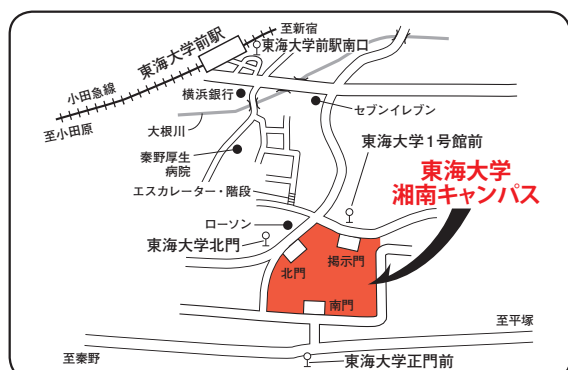 至新宿
東海大学前駅
東海大学前駅南口
小田急線
至小田原
横浜銀行
セブンイレブン
大根川
秦野厚生
病院
東海大学1号館前
東海大学
湘南キャンパス
エスカレーター・階段
ローソン
東海大学北門
北門
掲示門
南門
至平塚
至秦野
東海大学正門前